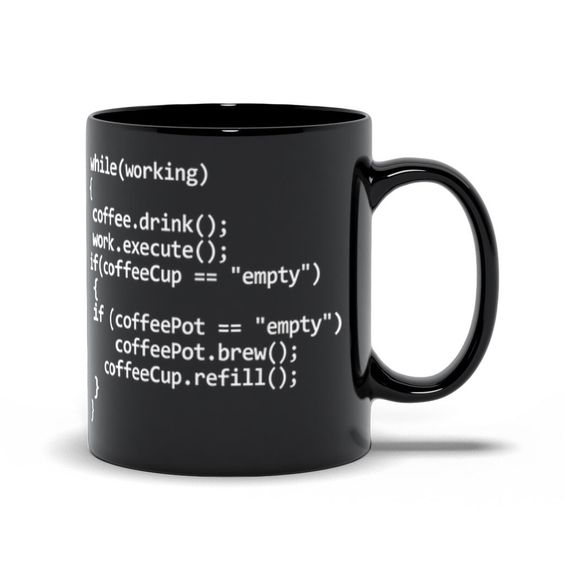 while(working)
{
coffee.drink();
work.execute();
if(coffeeCup == "empty")
{
if (coffeePot == "empty")
coffeePot.brew();
coffeeCup.refill();
}
}